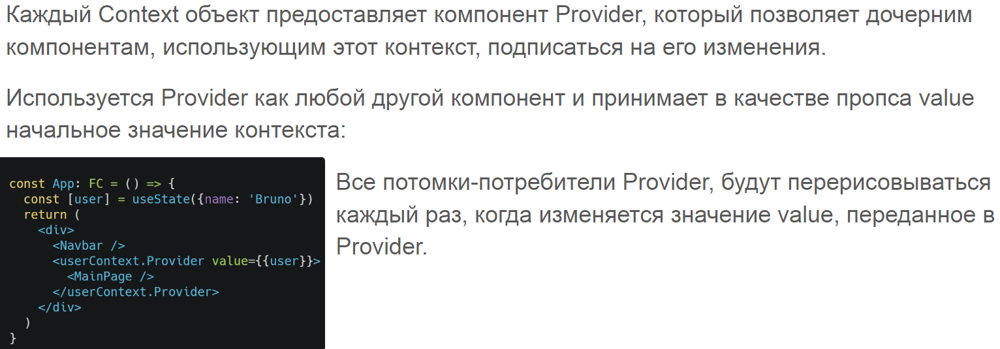 Каждый Context объект предоставляет компонент Provider, который позволяет дочерним
компонентам, использующим этот контекст, подписаться на его изменения.
Используется Provider как любой другой компонент и принимает в качестве пропса value
начальное значение контекста:
const App: FC = () => {
  const [user] = useState({name: 'Bruno'})
  return (
    <div>
      <Navbar />
      <userContext.Provider value={{user}}>
        <MainPage />
      </userContext.Provider>
    </div>
  )
}
Все потомки-потребители Provider, будут перерисовываться
каждый раз, когда изменяется значение value, переданное в
Provider.